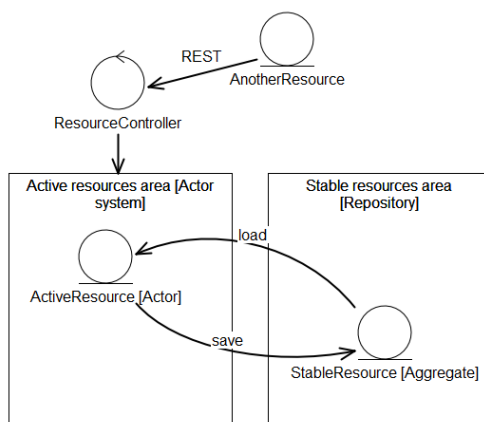 REST
AnotherResource
ResourceController
Active resources area [Actor
system]
Stable resources area
[Repository]
load
ActiveResource [Actor]
save
StableResource [Aggregate]